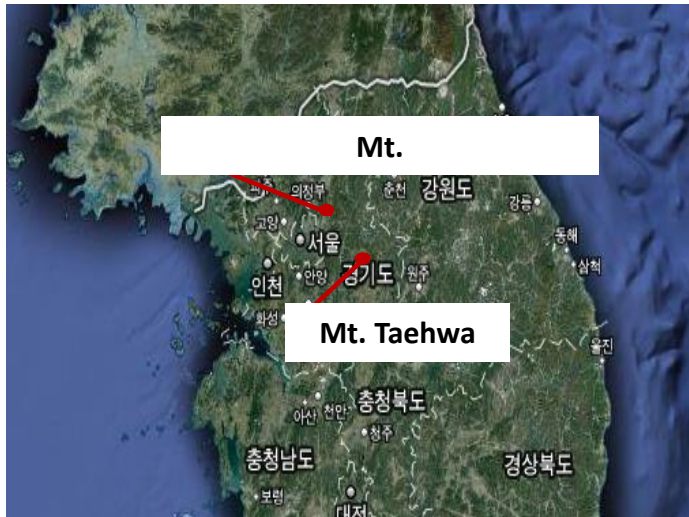 Mt.
의정부
춘천
강원도
강릉
고양
서울
동해
삼척
인천
안양
경기도
원주
화성
Mt. Taehwa
울진
아산
천안
충청북도
청주
충청남도
경상북도
보령
대전